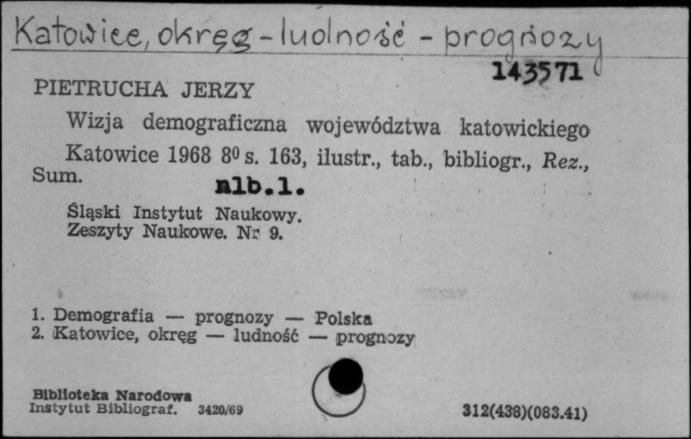 Katowice, okręg - ludność - prognozy
143571
PIETRUCHA JERZY
Wizja demograficzna województwa katowickiego
Katowice 1968 8⁰ s. 163, ilustr., tab., bibliogr., Rez.,
Sum.
nlb.1.
Śląski Instytut Naukowy.
Zeszyty Naukowe. Nr 9.
1. Demografia — prognozy — Polska
2. Katowice, okręg — ludność — prognozy
Biblioteka Narodowa
Instytut Bibliograf. 3420/69
312(438)(083.41)